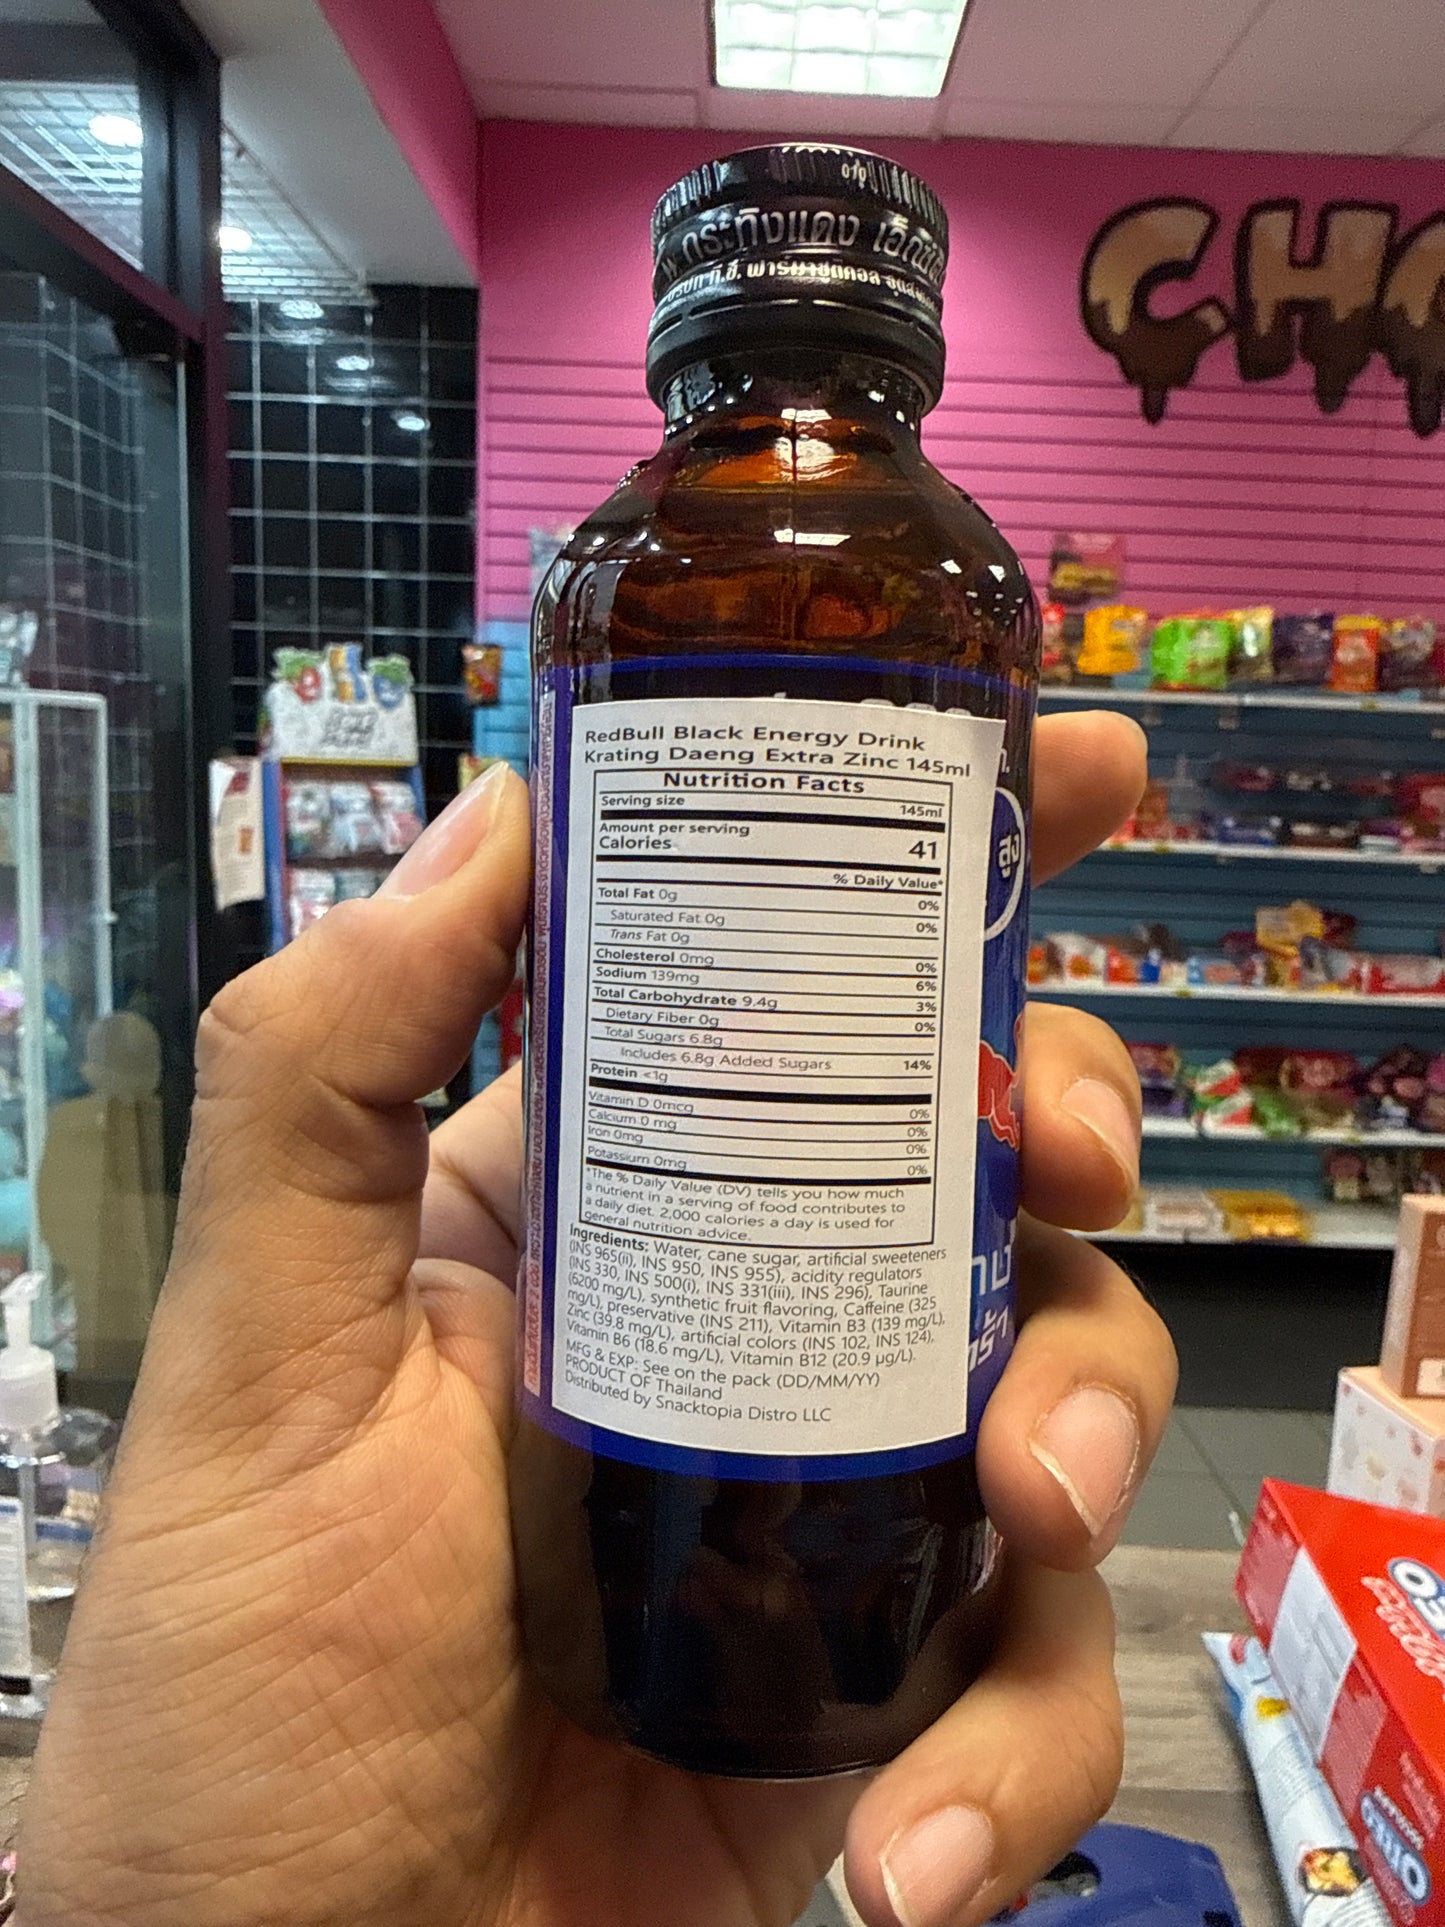 กระทิงแดง
CHO
RedBull Black Energy Drink
Krating Daeng Extra Zinc 145ml
Nutrition Facts
Serving size 145ml
Amount per serving
Calories 41
% Daily Value*
Total Fat 0g 0%
Saturated Fat 0g 0%
Trans Fat 0g
Cholesterol 0mg 0%
Sodium 139mg 6%
Total Carbohydrate 9.4g 3%
Dietary Fiber 0g 0%
Total Sugars 6.8g
Includes 6.8g Added Sugars 14%
Protein <1g
Vitamin D 0mcg 0%
Calcium 0 mg 0%
Iron 0mg 0%
Potassium 0mg 0%
*The % Daily Value (DV) tells you how much
a nutrient in a serving of food contributes to
a daily diet. 2,000 calories a day is used for
general nutrition advice.
Ingredients: Water, cane sugar, artificial sweeteners
(INS 965(ii), INS 950, INS 955), acidity regulators
(INS 330, INS 500(i), INS 331(iii), INS 296), Taurine
(6200 mg/L), synthetic fruit flavoring, Caffeine (325
mg/L), preservative (INS 211), Vitamin B3 (139 mg/L),
Zinc (39.8 mg/L), artificial colors (INS 102, INS 124),
Vitamin B6 (18.6 mg/L), Vitamin B12 (20.9 µg/L).
MFG & EXP: See on the pack (DD/MM/YY)
PRODUCT OF Thailand
Distributed by Snacktopia Distro LLC
สูง
OREO